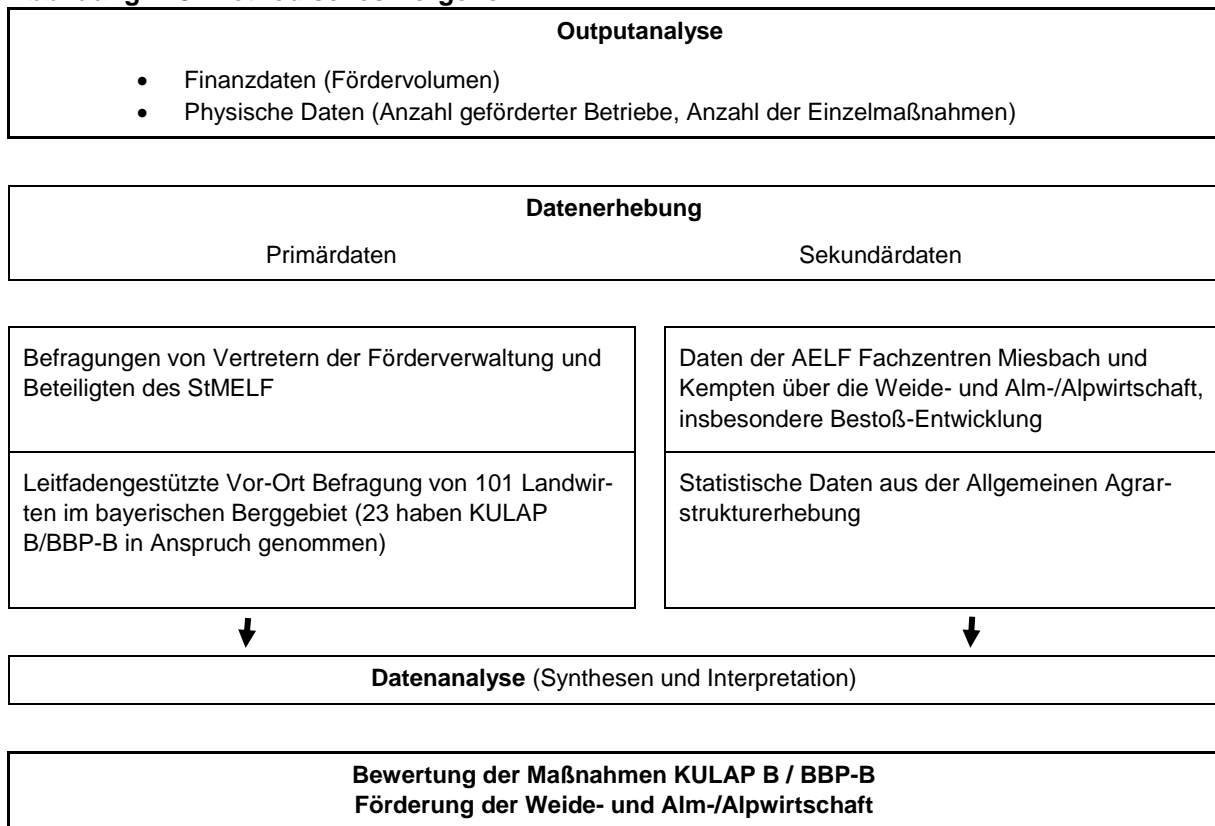 Outputanalyse
• Finanzdaten (Fördervolumen)
• Physische Daten (Anzahl geförderter Betriebe, Anzahl der Einzelmaßnahmen)
Datenerhebung
Primärdaten
Sekundärdaten
Befragungen von Vertretern der Förderverwaltung und
Beteiligten des StMELF
Daten der AELF Fachzentren Miesbach und
Kempten über die Weide- und Alm-/Alpwirtschaft,
insbesondere Bestoß-Entwicklung
Leitfadengestützte Vor-Ort Befragung von 101 Landwir-
ten im bayerischen Berggebiet (23 haben KULAP
B/BBP-B in Anspruch genommen)
Statistische Daten aus der Allgemeinen Agrar-
strukturerhebung
Datenanalyse (Synthesen und Interpretation)
Bewertung der Maßnahmen KULAP B / BBP-B
Förderung der Weide- und Alm-/Alpwirtschaft